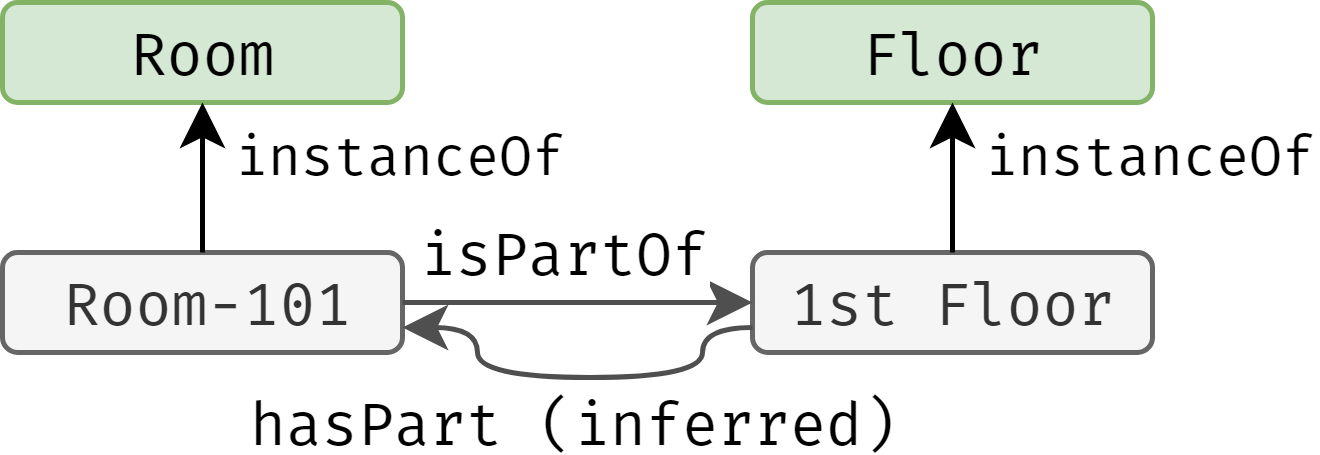 Room
Floor
instanceOf
instanceOf
isPartOf
Room-101
1st Floor
hasPart (inferred)